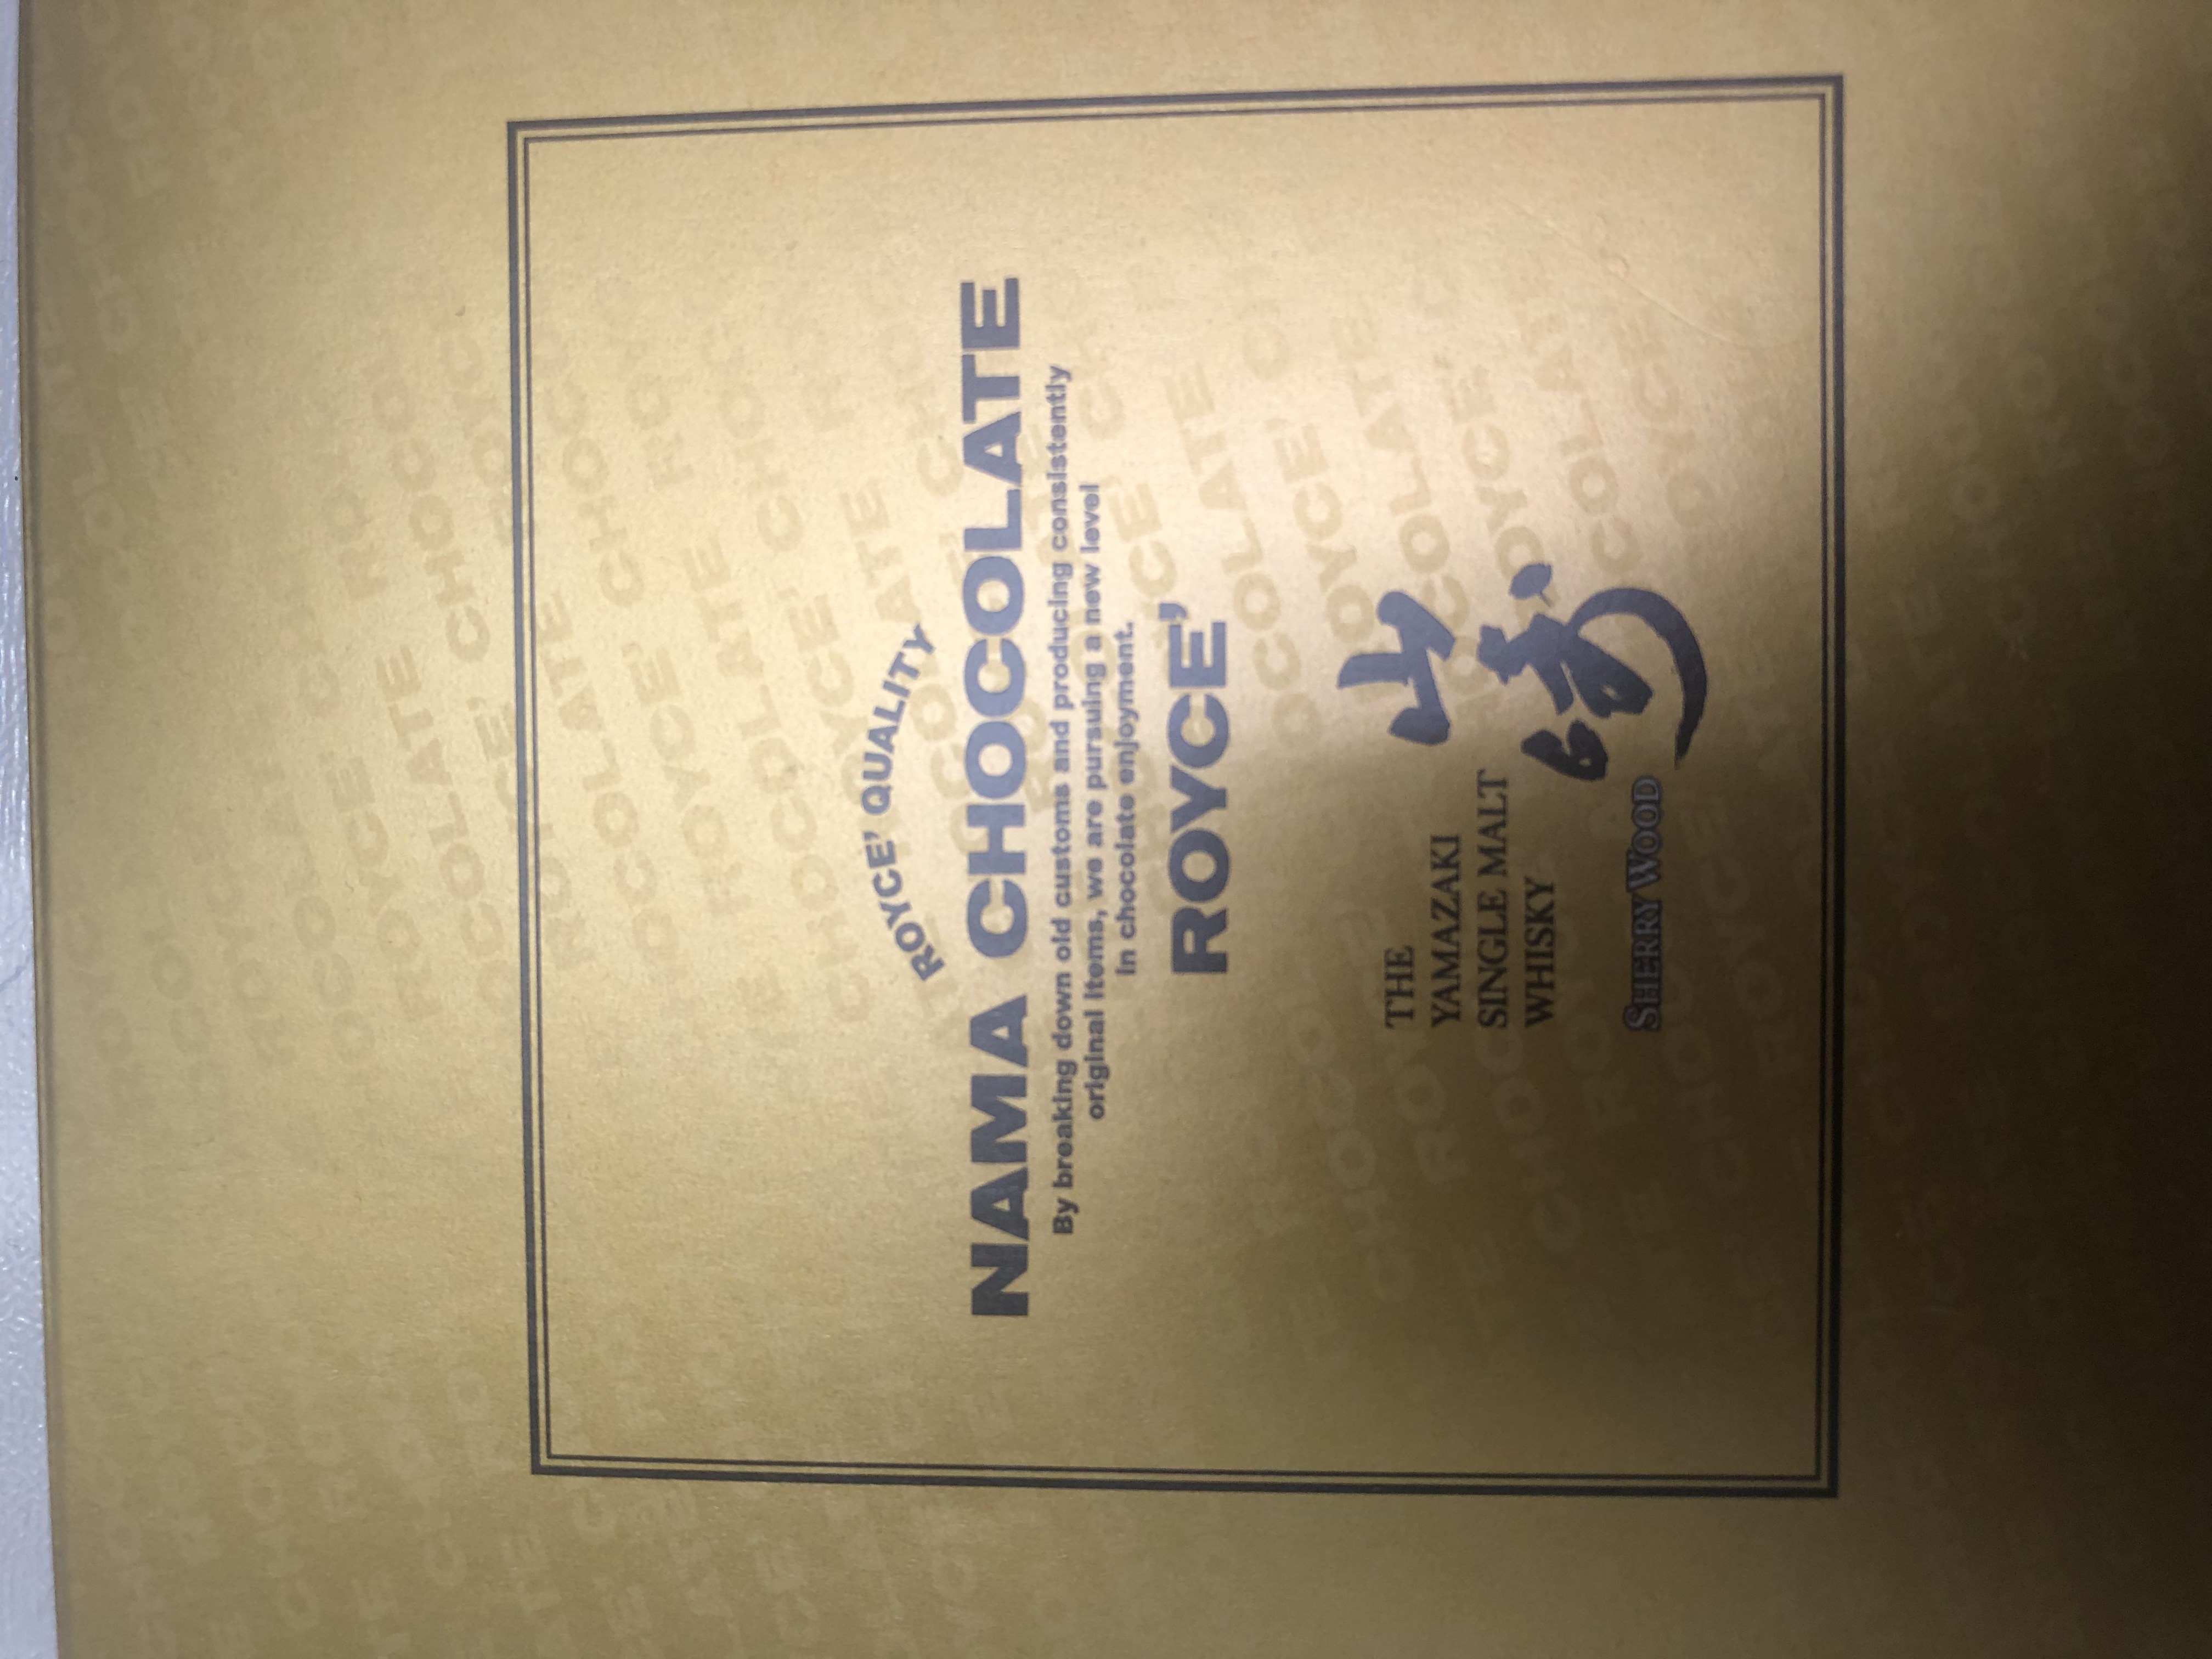 ROYCE' QUALITY
NAMA CHOCOLATE
By breaking down old customs and producing consistently
original items, we are pursuing a new level
in chocolate enjoyment.
ROYCE'
山崎
THE
YAMAZAKI
SINGLE MALT
WHISKY
SHERRY WOOD